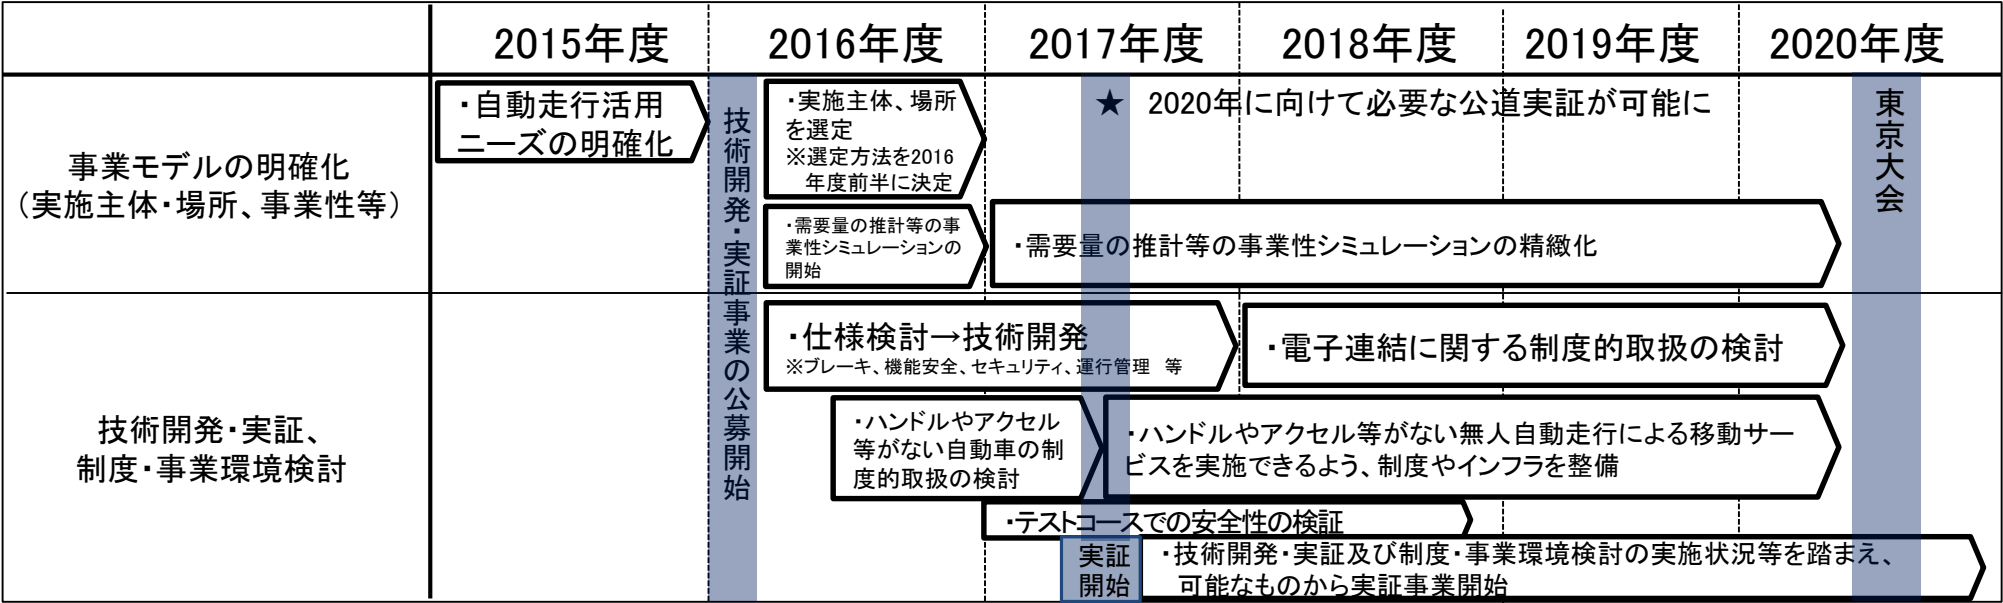 2015年度
2016年度
2017年度
2018年度
2019年度
2020年度
事業モデルの明確化
（実施主体・場所、事業性等）
・自動走行活用
ニーズの明確化
技術開発・実証事業の公募開始
・実施主体、場所
を選定
※選定方法を2016
年度前半に決定
★ 2020年に向けて必要な公道実証が可能に
東京大会
・需要量の推計等の事
業性シミュレーションの
開始
・需要量の推計等の事業性シミュレーションの精緻化
技術開発・実証、
制度・事業環境検討
・仕様検討→技術開発
※ブレーキ、機能安全、セキュリティ、運行管理 等
・電子連結に関する制度的取扱の検討
・ハンドルやアクセル
等がない自動車の制
度的取扱の検討
・ハンドルやアクセル等がない無人自動走行による移動サー
ビスを実施できるよう、制度やインフラを整備
・テストコースでの安全性の検証
実証
開始
・技術開発・実証及び制度・事業環境検討の実施状況等を踏まえ、
可能なものから実証事業開始